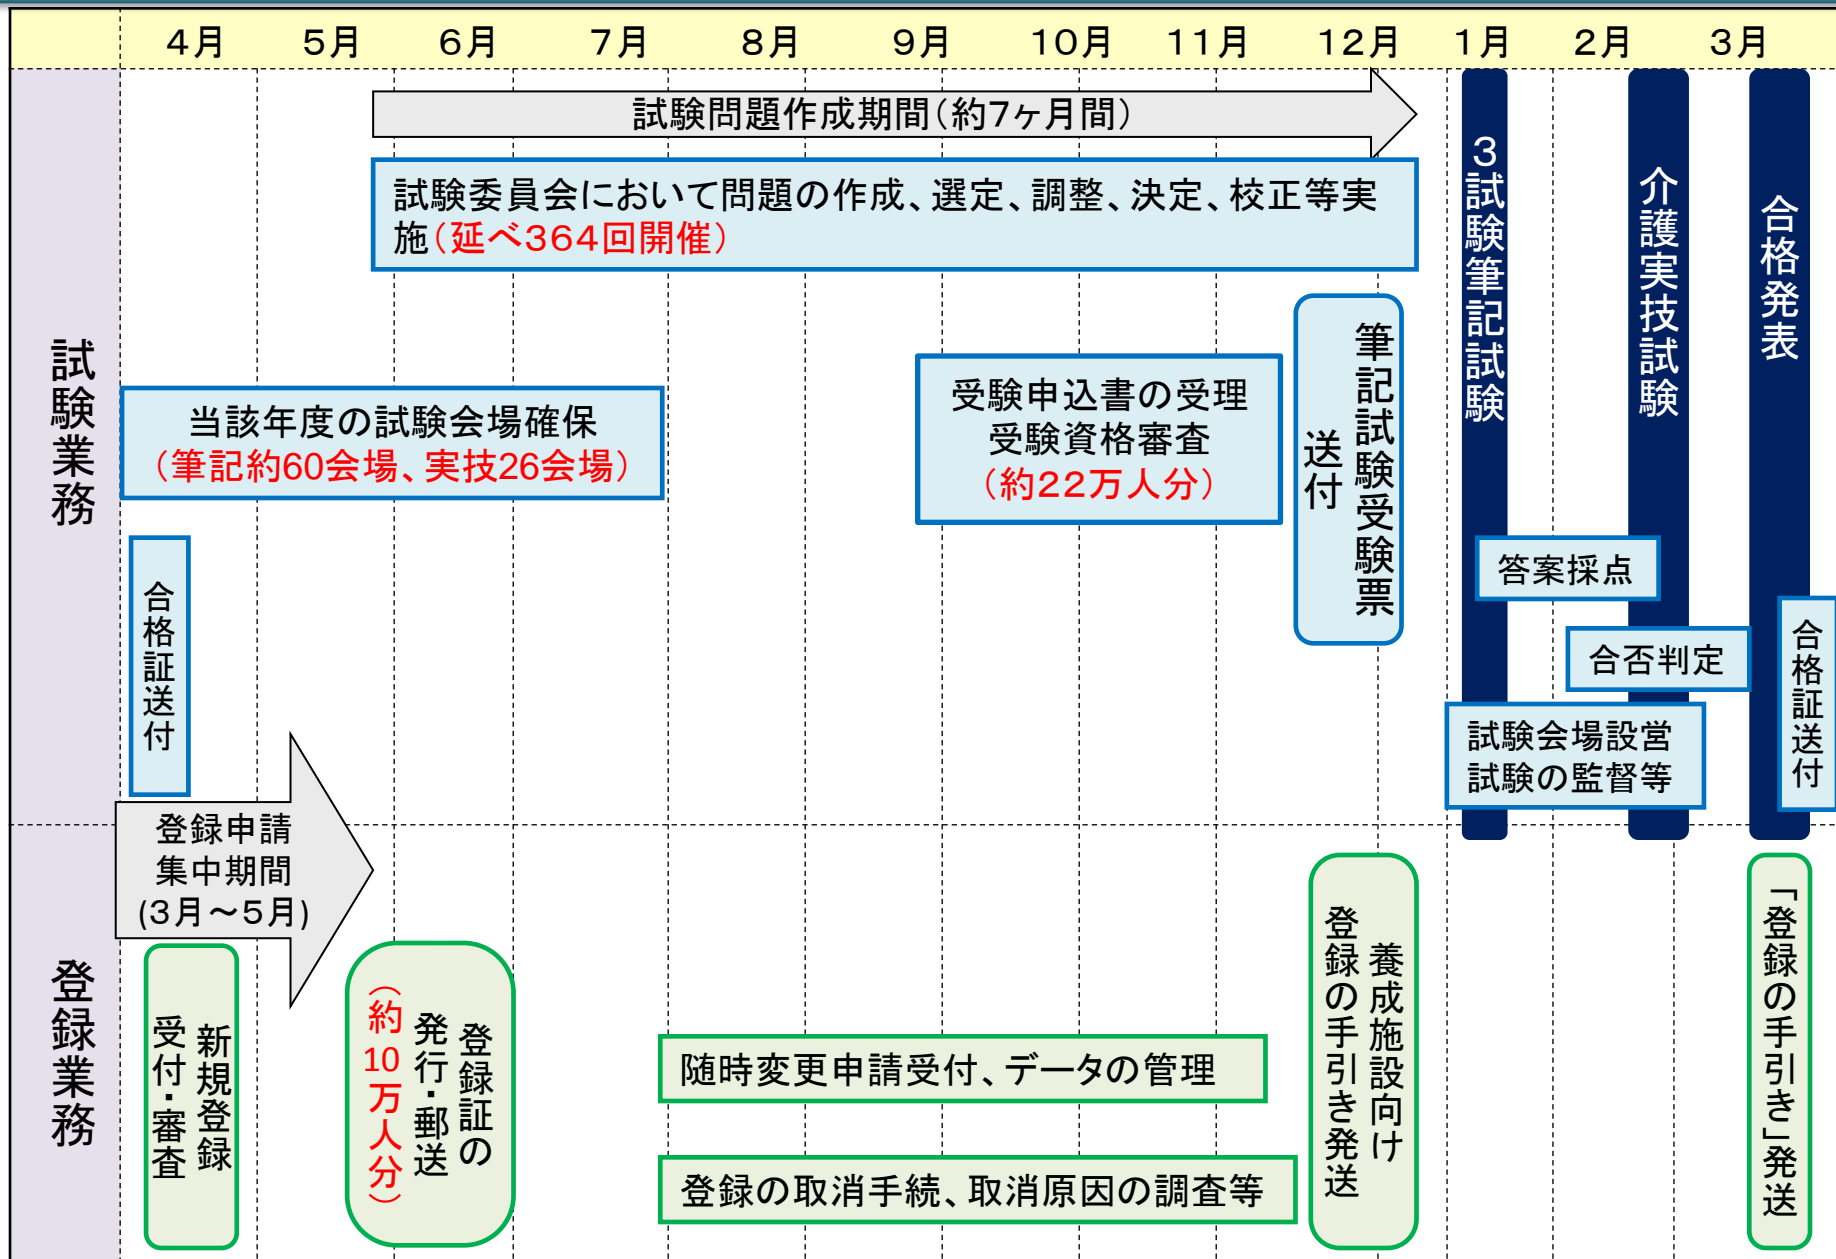 4月 5月 6月 7月 8月 9月 10月 11月 12月 1月 2月 3月
試験業務
試験問題作成期間（約7ヶ月間）
試験委員会において問題の作成、選定、調整、決定、校正等実
施（延べ364回開催）
当該年度の試験会場確保
（筆記約60会場、実技26会場）
受験申込書の受理
受験資格審査
（約22万人分）
筆記試験受験票
送付
3試験筆記試験
介護実技試験
合格発表
答案採点
合否判定
試験会場設営
試験の監督等
合格証送付
合格証送付
登録業務
登録申請
集中期間
(3月～5月)
新規登録
受付・審査
登録証の
発行・郵送
（約10万人分）
随時変更申請受付、データの管理
登録の取消手続、取消原因の調査等
養成施設向け
登録の手引き発送
「登録の手引き」発送